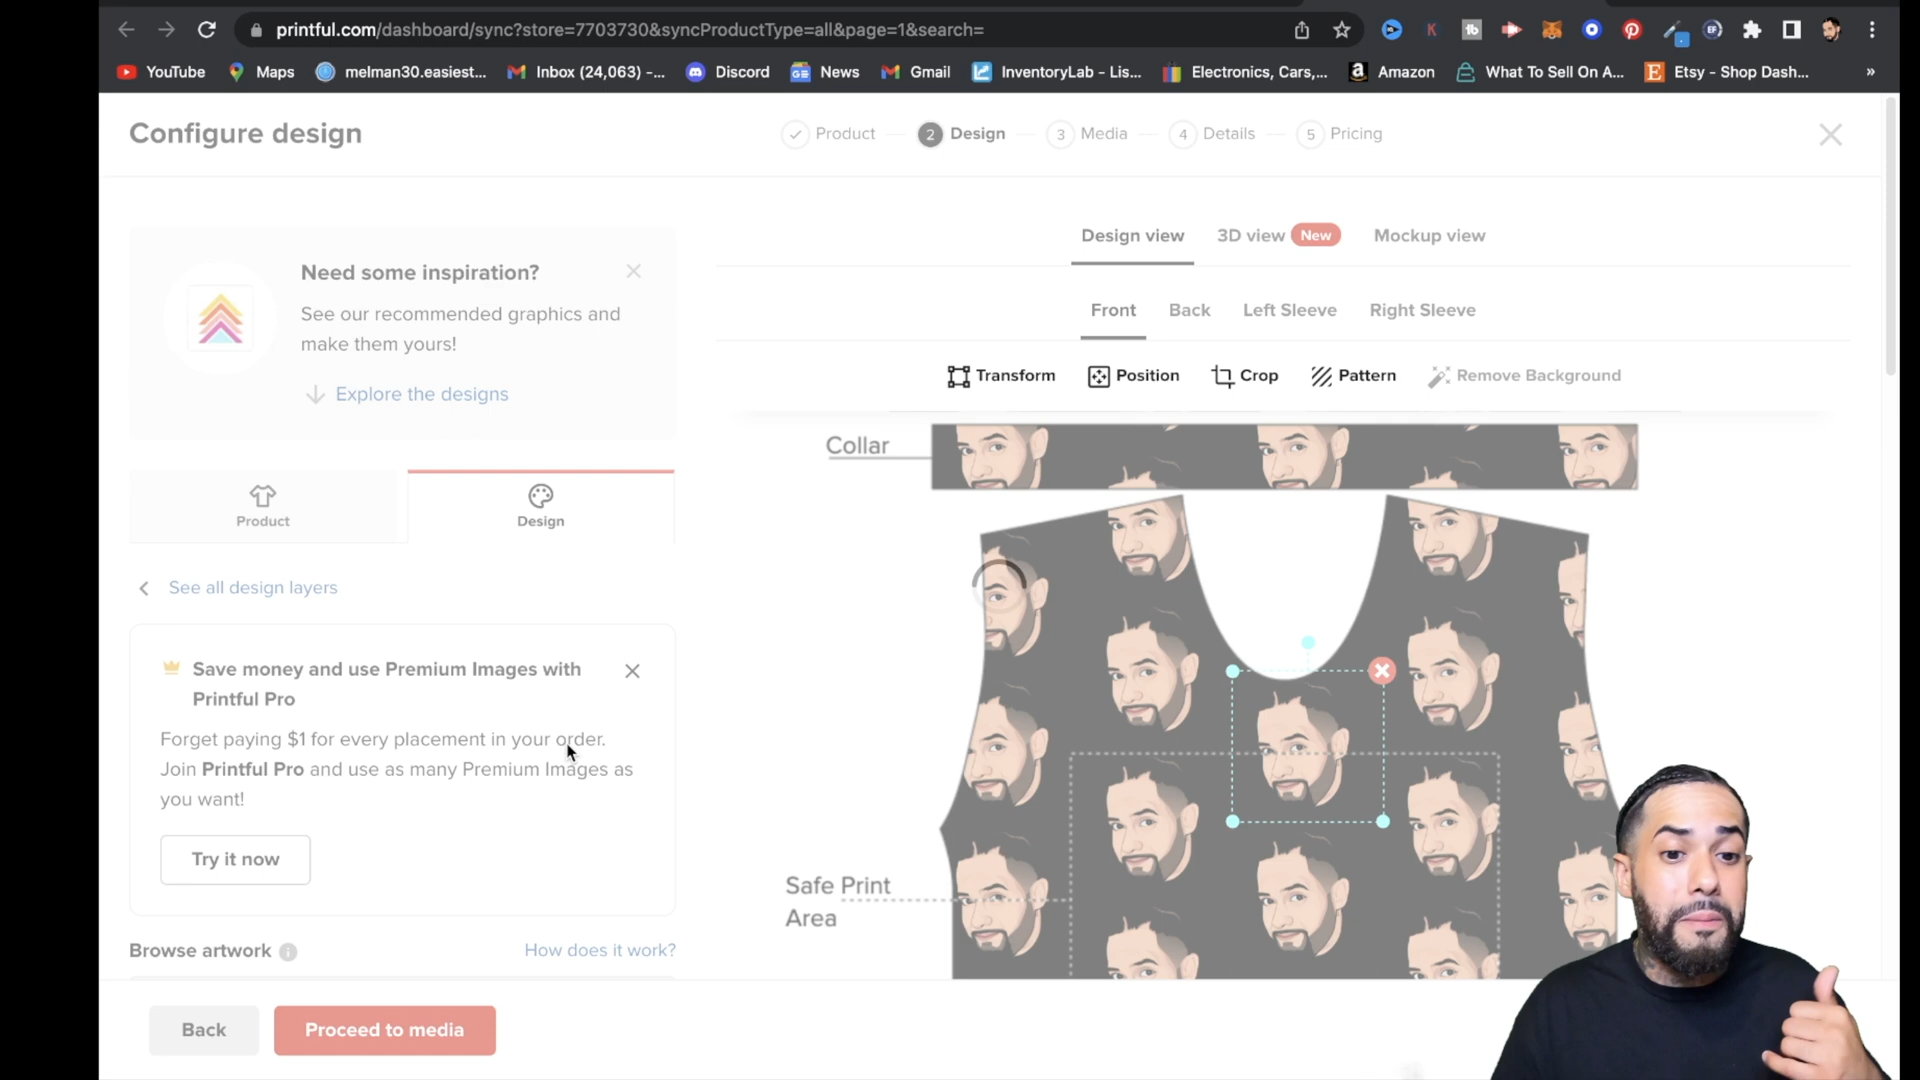 printful.com/dashboard/sync?store=7703730&syncProductType=all&page=1&search=
YouTube Maps melman30.easiest... Inbox (24,063) -... Discord News Gmail InventoryLab - Lis... Electronics, Cars,... Amazon What To Sell On A... Etsy - Shop Dash... »
Configure design
Product 2 Design 3 Media 4 Details 5 Pricing
Need some inspiration?
See our recommended graphics and
make them yours!
Explore the designs
Product
Design
See all design layers
Save money and use Premium Images with
Printful Pro
Forget paying $1 for every placement in your order.
Join Printful Pro and use as many Premium Images as
you want!
Try it now
Browse artwork
How does it work?
Back
Proceed to media
Design view 3D view New Mockup view
Front Back Left Sleeve Right Sleeve
Transform Position Crop Pattern Remove Background
Collar
Safe Print
Area